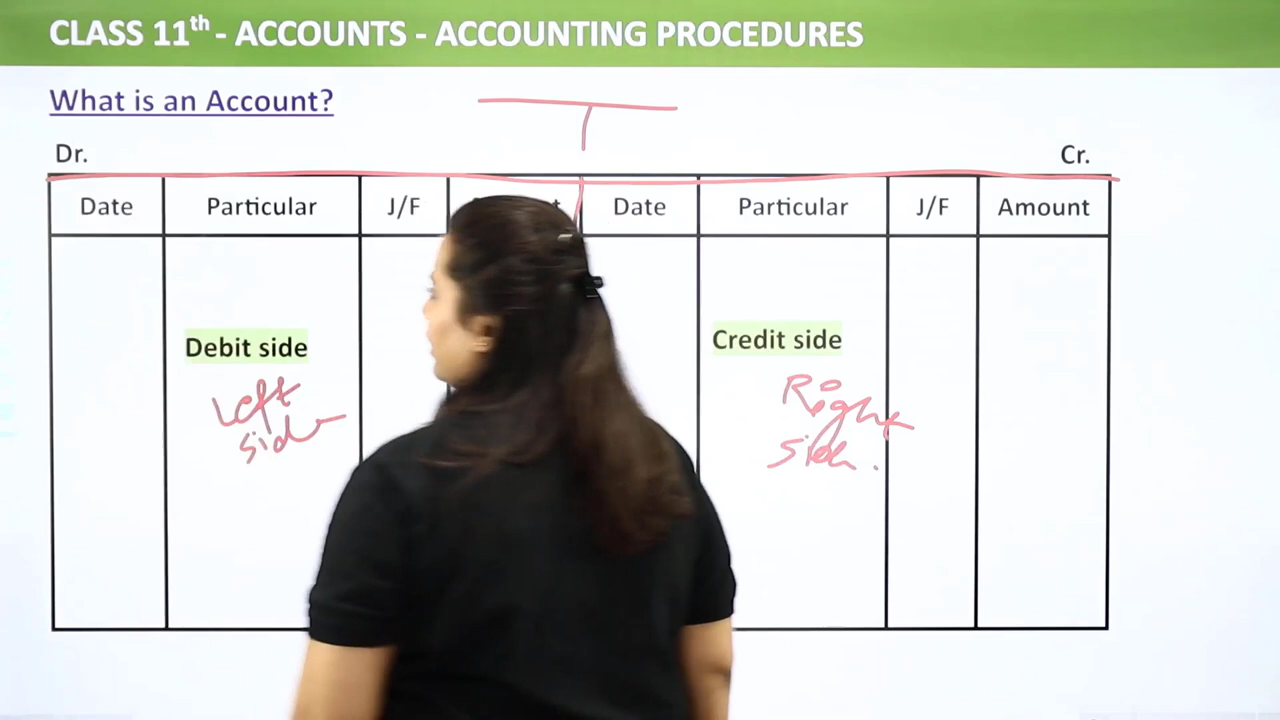 CLASS 11th - ACCOUNTS - ACCOUNTING PROCEDURES
What is an Account?
T
Dr. Cr.
Date Particular J/F Date Particular J/F Amount
Debit side Credit side
Left Right
side side.